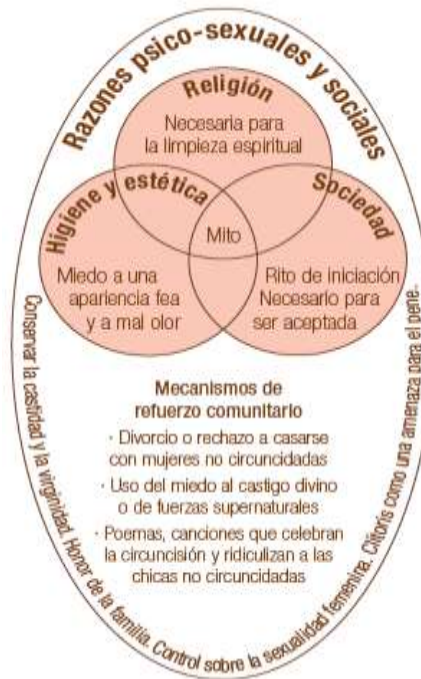 Razones psico-sexuales y sociales
Religión
Necesaria para
la limpieza espiritual
Higiene y estética
Sociedad
Mito
Miedo a una
apariencia fea
y a mal olor
Rito de iniciación
Necesario para
ser aceptada
Mecanismos de
refuerzo comunitario
· Divorcio o rechazo a casarse
con mujeres no circuncidadas
· Uso del miedo al castigo divino
o de fuerzas supernaturales
· Poemas, canciones que celebran
la circuncisión y ridiculizan a las
chicas no circuncidadas
Conservar la castidad y la virginidad. Honor de la familia. Control sobre la sexualidad femenina. Clítoris como una amenaza para el pene..